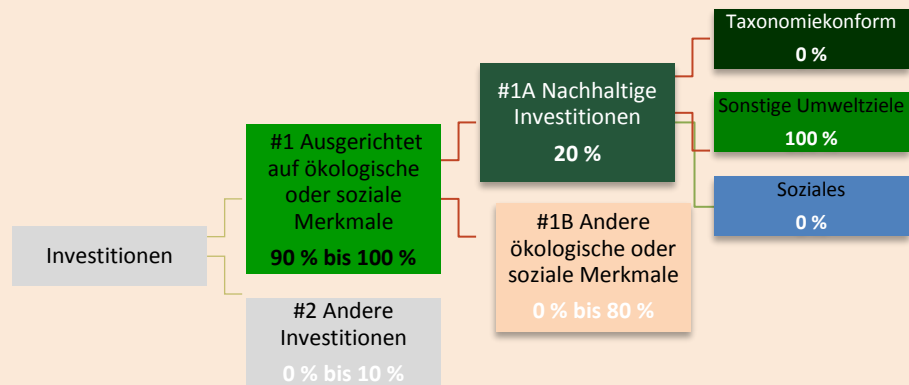 Investitionen
#1 Ausgerichtet
auf ökologische
oder soziale
Merkmale
90 % bis 100 %
#2 Andere
Investitionen
0 % bis 10 %
#1A Nachhaltige
Investitionen
20 %
#1B Andere
ökologische oder
soziale Merkmale
0 % bis 80 %
Taxonomiekonform
0 %
Sonstige Umweltziele
100 %
Soziales
0 %